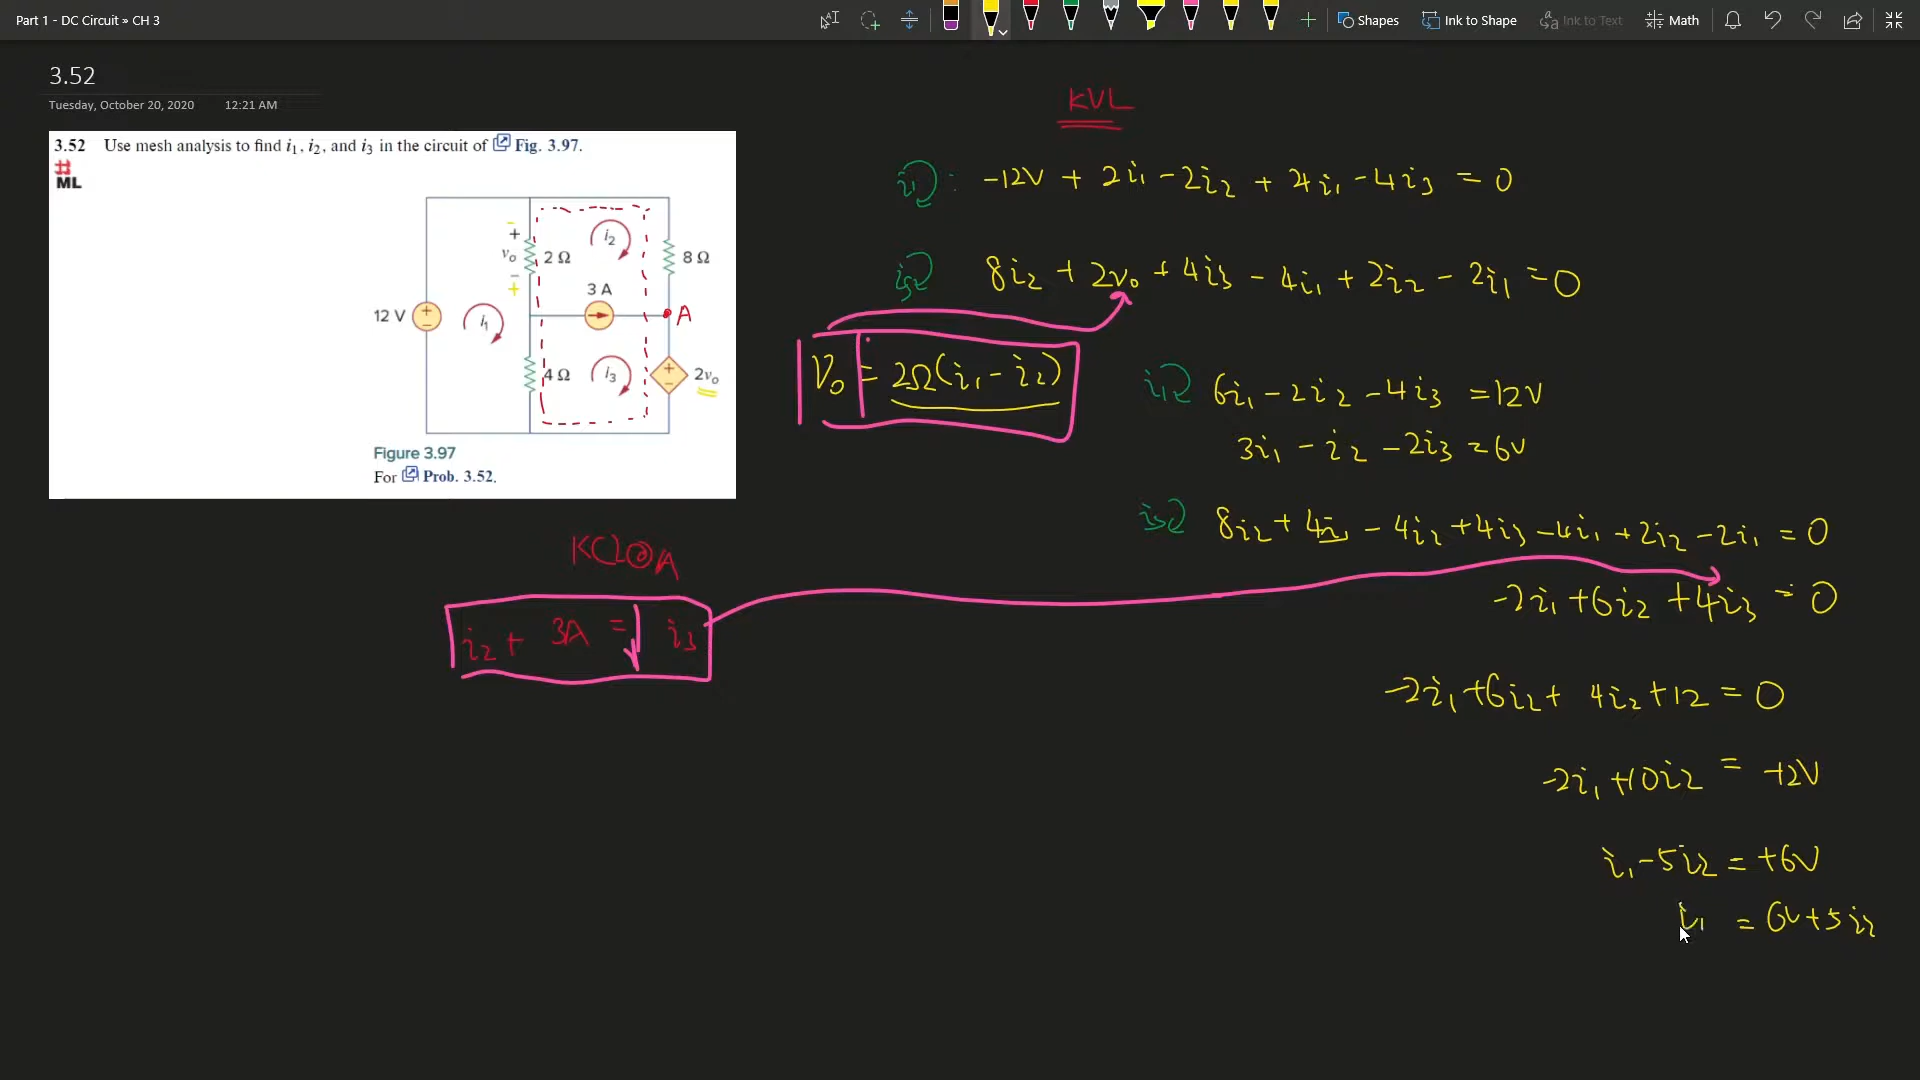 Part 1 - DC Circuit » CH 3
Shapes
Ink to Shape
Ink to Text
Math
3.52
Tuesday, October 20, 2020 12:21 AM
3.52 Use mesh analysis to find i₁, i₂, and i₃ in the circuit of Fig. 3.97.
ML
12 V
+
−
i₁
− + v₀ − +
2 Ω
i₂
8 Ω
3 A
A
4 Ω
i₃
+
−
2v₀
Figure 3.97
For Prob. 3.52.
KVL
i₁ : -12V + 2i₁ - 2i₂ + 4i₁ - 4i₃ = 0
8i₂ + 2v₀ + 4i₃ - 4i₁ + 2i₂ - 2i₁ = 0
V₀ = 2Ω(i₁ - i₂)
i₁ 6i₁ - 2i₂ - 4i₃ = 12V
3i₁ - i₂ - 2i₃ = 6V
8i₂ + 4i₁ - 4i₂ + 4i₃ - 4i₁ + 2i₂ - 2i₁ = 0
-2i₁ + 6i₂ + 4i₃ = 0
KCL@A
i₂ + 3A = i₃
-2i₁ + 6i₂ + 4i₂ + 12 = 0
-2i₁ + 10i₂ = -12V
i₁ - 5i₂ = +6V
i₁ = 6V + 5i₂